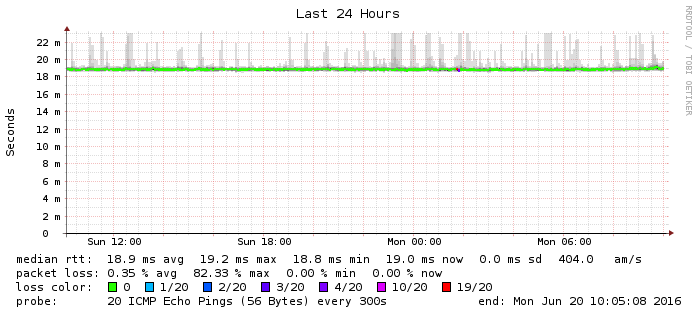 Last 24 Hours
RRDTOOL / TOBI OETIKER
Seconds
22 m
20 m
18 m
16 m
14 m
12 m
10 m
8 m
6 m
4 m
2 m
0
Sun 12:00 Sun 18:00 Mon 00:00 Mon 06:00
median rtt: 18.9 ms avg 19.2 ms max 18.8 ms min 19.0 ms now 0.0 ms sd 404.0 am/s
packet loss: 0.35 % avg 82.33 % max 0.00 % min 0.00 % now
loss color: 0 1/20 2/20 3/20 4/20 10/20 19/20
probe: 20 ICMP Echo Pings (56 Bytes) every 300s end: Mon Jun 20 10:05:08 2016